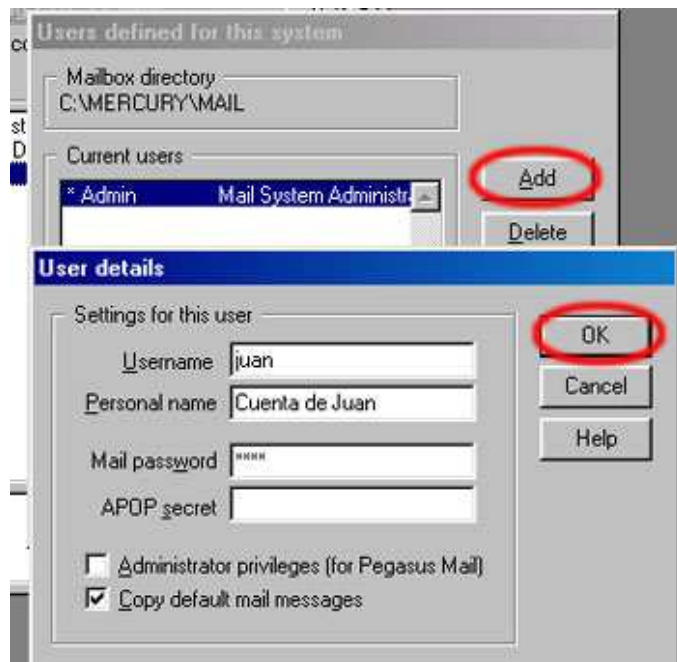 Users defined for this system
Mailbox directory
C:\MERCURY\MAIL
Current users
* Admin Mail System Administr
Add
Delete
User details
Settings for this user
Username juan
Personal name Cuenta de Juan
Mail password ****
APOP secret
Administrator privileges (for Pegasus Mail)
Copy default mail messages
OK
Cancel
Help